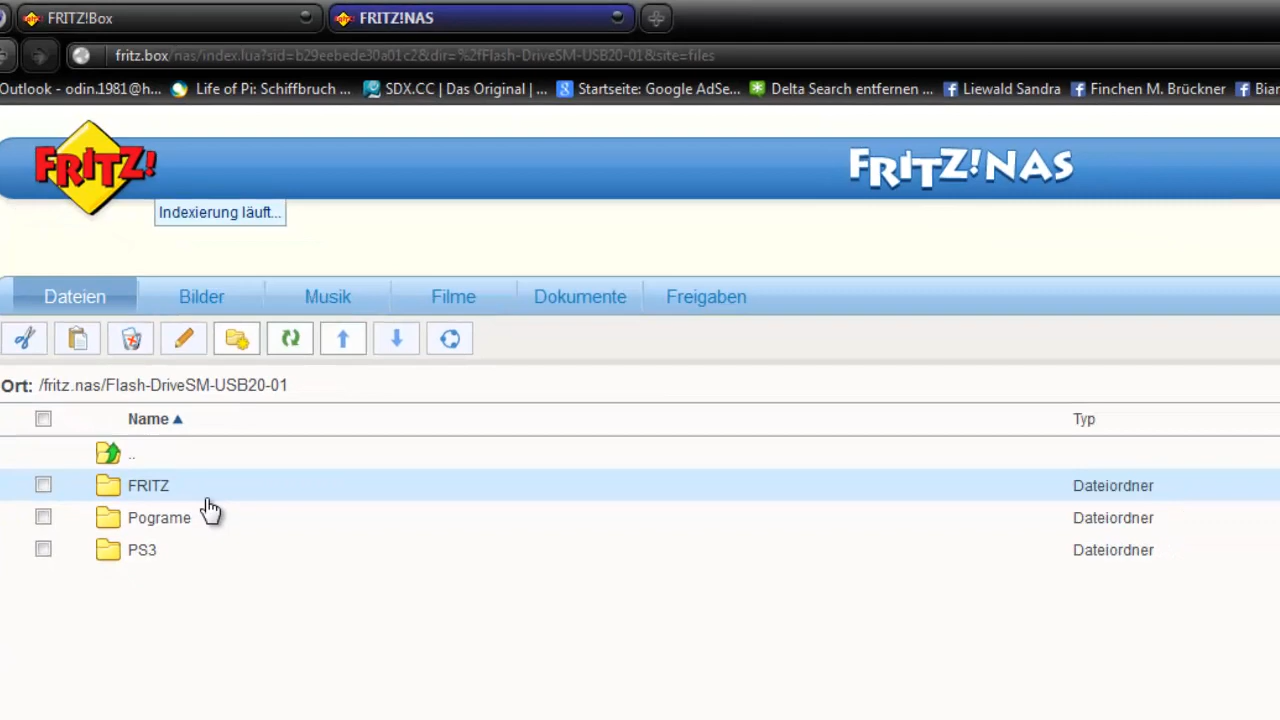 FRITZ!Box FRITZ!NAS
fritz.box/nas/index.lua?sid=b29eebede30a01c2&dir=%2fFlash-DriveSM-USB20-01&site=files
Outlook - odin.1981@h... Life of Pi: Schiffbruch ... SDX.CC | Das Original | ... Startseite: Google AdSe... Delta Search entfernen ... Liewald Sandra Finchen M. Brückner Bian
FRITZ! FRITZ!NAS
Indexierung läuft...
Dateien Bilder Musik Filme Dokumente Freigaben
Ort: /fritz.nas/Flash-DriveSM-USB20-01
Name Typ
..
FRITZ Dateiordner
Pograme Dateiordner
PS3 Dateiordner